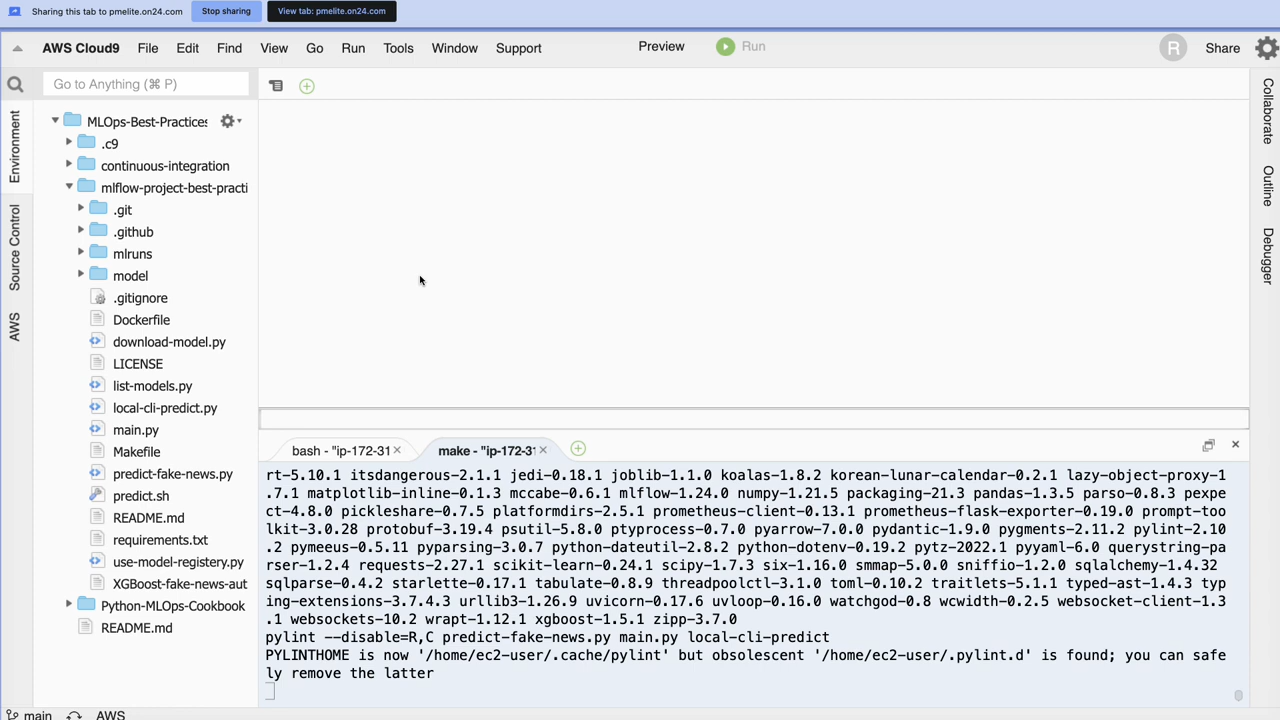 Sharing this tab to pmelite.on24.com Stop sharing View tab: pmelite.on24.com
AWS Cloud9 File Edit Find View Go Run Tools Window Support Preview Run R Share
Go to Anything (⌘ P)
Environment
Source Control
AWS
MLOps-Best-Practices
.c9
continuous-integration
mlflow-project-best-practi
.git
.github
mlruns
model
.gitignore
Dockerfile
download-model.py
LICENSE
list-models.py
local-cli-predict.py
main.py
Makefile
predict-fake-news.py
predict.sh
README.md
requirements.txt
use-model-registry.py
XGBoost-fake-news-aut
Python-MLOps-Cookbook
README.md
Collaborate
Outline
Debugger
bash - "ip-172-31 make - "ip-172-31
rt-5.10.1 itsdangerous-2.1.1 jedi-0.18.1 joblib-1.1.0 koalas-1.8.2 korean-lunar-calendar-0.2.1 lazy-object-proxy-1
.7.1 matplotlib-inline-0.1.3 mccabe-0.6.1 mlflow-1.24.0 numpy-1.21.5 packaging-21.3 pandas-1.3.5 parso-0.8.3 pexpe
ct-4.8.0 pickleshare-0.7.5 platformdirs-2.5.1 prometheus-client-0.13.1 prometheus-flask-exporter-0.19.0 prompt-too
lkit-3.0.28 protobuf-3.19.4 psutil-5.8.0 ptyprocess-0.7.0 pyarrow-7.0.0 pydantic-1.9.0 pygments-2.11.2 pylint-2.10
.2 pymeeus-0.5.11 pyparsing-3.0.7 python-dateutil-2.8.2 python-dotenv-0.19.2 pytz-2022.1 pyyaml-6.0 querystring-pa
rser-1.2.4 requests-2.27.1 scikit-learn-0.24.1 scipy-1.7.3 six-1.16.0 smmap-5.0.0 sniffio-1.2.0 sqlalchemy-1.4.32
sqlparse-0.4.2 starlette-0.17.1 tabulate-0.8.9 threadpoolctl-3.1.0 toml-0.10.2 traitlets-5.1.1 typed-ast-1.4.3 typ
ing-extensions-3.7.4.3 urllib3-1.26.9 uvicorn-0.17.6 uvloop-0.16.0 watchgod-0.8 wcwidth-0.2.5 websocket-client-1.3
.1 websockets-10.2 wrapt-1.12.1 xgboost-1.5.1 zipp-3.7.0
pylint --disable=R,C predict-fake-news.py main.py local-cli-predict
PYLINTHOME is now '/home/ec2-user/.cache/pylint' but obsolescent '/home/ec2-user/.pylint.d' is found; you can safe
ly remove the latter
main AWS